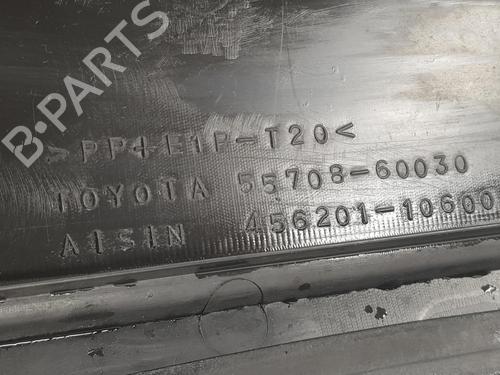 B-PARTS
>PP+E1P-T20<
TOYOTA 55708-60030
AISIN 456201-10600